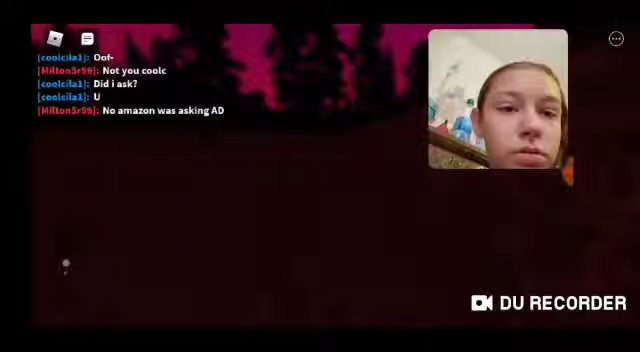 [coolcila1]: Oof-
[Milton5r59]: Not you coolc
[coolcila1]: Did i ask?
[coolcila1]: U
[Milton5r59]: No amazon was asking AD
DU RECORDER